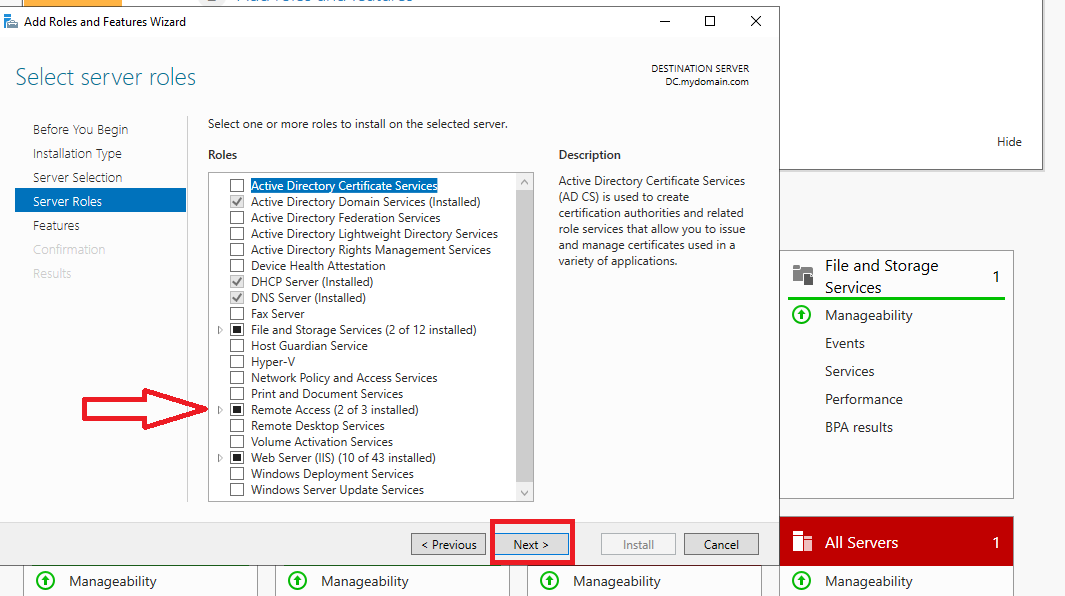 Add roles and features
Add Roles and Features Wizard
Select server roles
DESTINATION SERVER
DC.mydomain.com
Before You Begin
Installation Type
Server Selection
Server Roles
Features
Confirmation
Results
Select one or more roles to install on the selected server.
Roles
Active Directory Certificate Services
Active Directory Domain Services (Installed)
Active Directory Federation Services
Active Directory Lightweight Directory Services
Active Directory Rights Management Services
Device Health Attestation
DHCP Server (Installed)
DNS Server (Installed)
Fax Server
File and Storage Services (2 of 12 installed)
Host Guardian Service
Hyper-V
Network Policy and Access Services
Print and Document Services
Remote Access (2 of 3 installed)
Remote Desktop Services
Volume Activation Services
Web Server (IIS) (10 of 43 installed)
Windows Deployment Services
Windows Server Update Services
Description
Active Directory Certificate Services
(AD CS) is used to create
certification authorities and related
role services that allow you to issue
and manage certificates used in a
variety of applications.
< Previous
Next >
Install
Cancel
Hide
File and Storage
Services
1
Manageability
Events
Services
Performance
BPA results
All Servers 1
Manageability
Manageability
Manageability
Manageability